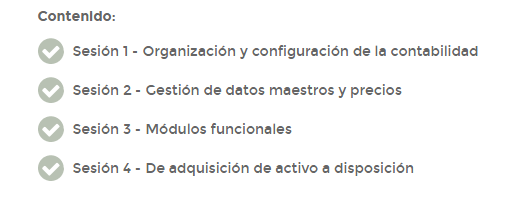 Contenido:
Sesión 1 - Organización y configuración de la contabilidad
Sesión 2 - Gestión de datos maestros y precios
Sesión 3 - Módulos funcionales
Sesión 4 - De adquisición de activo a disposición